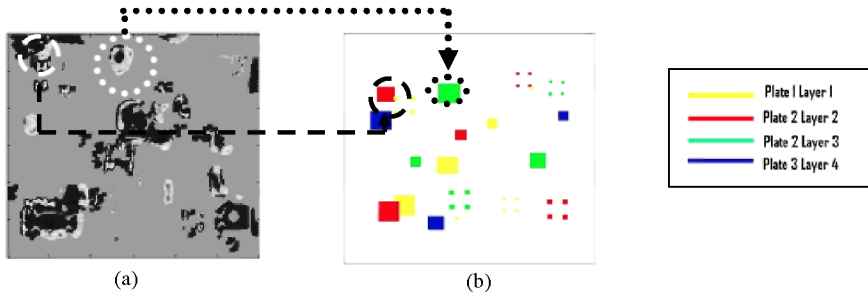 Plate 1 Layer 1
Plate 2 Layer 2
Plate 2 Layer 3
Plate 3 Layer 4
(a)
(b)